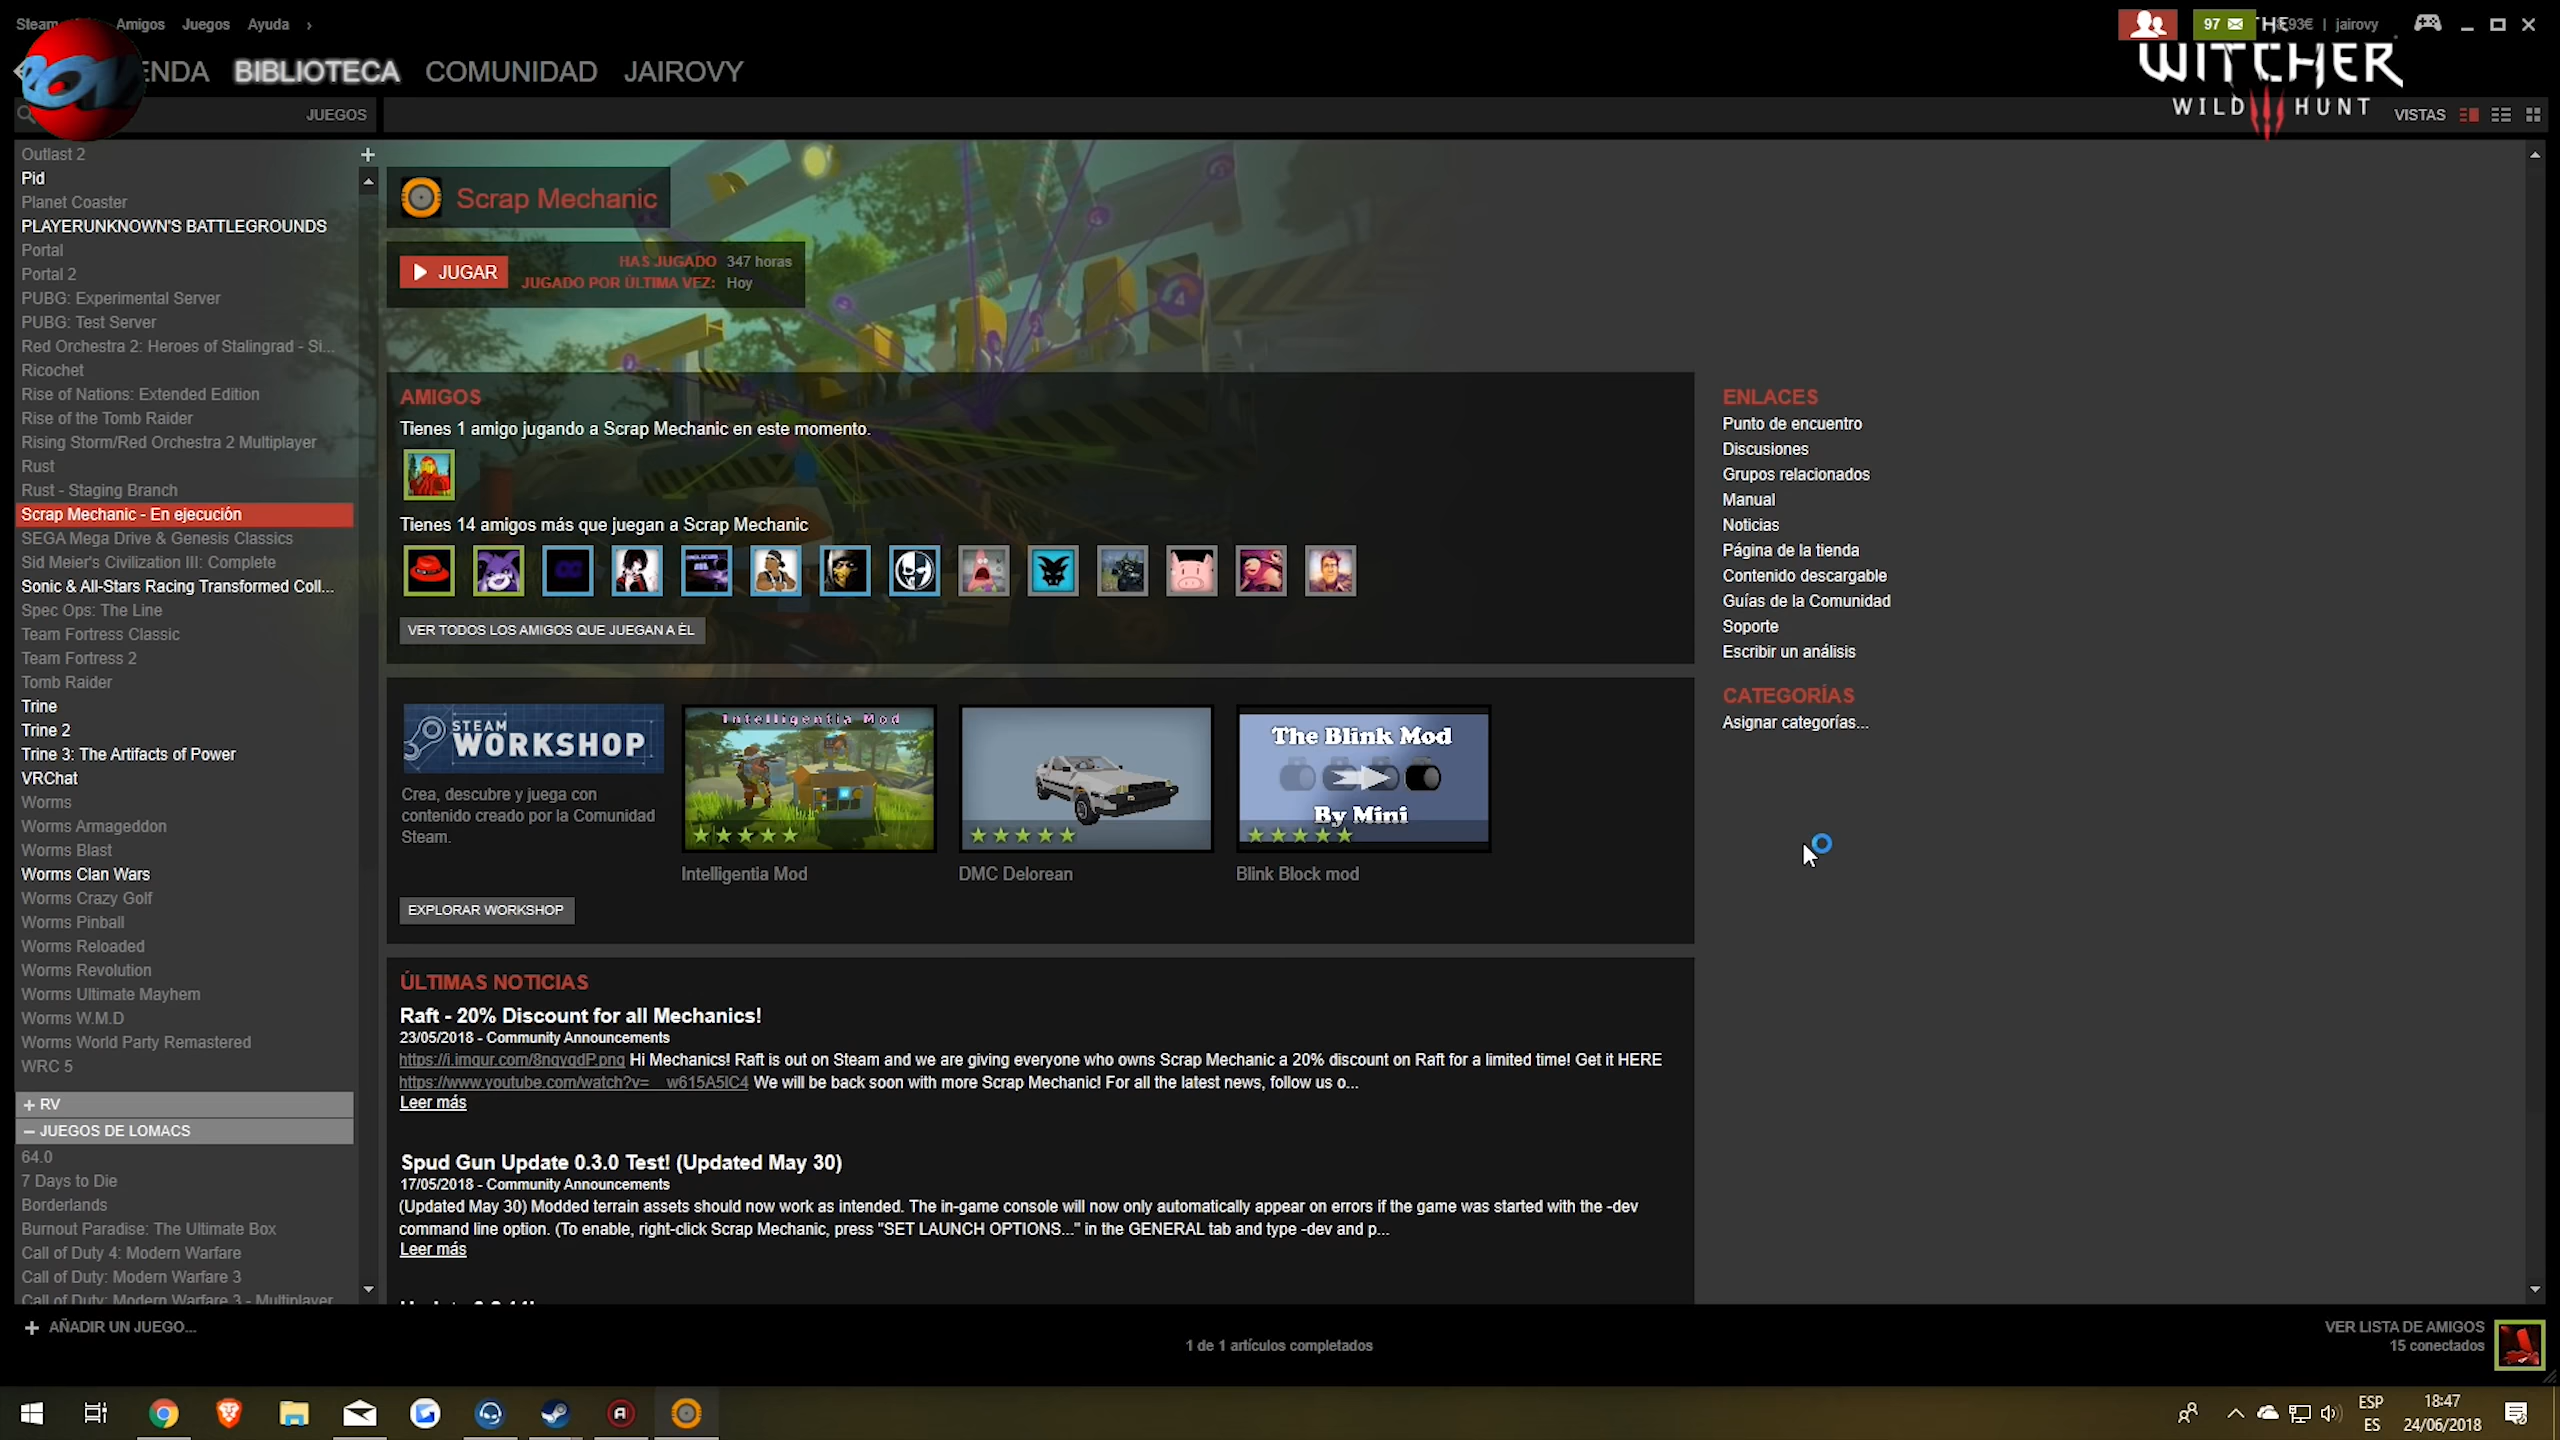 Steam Amigos Juegos Ayuda
97
THE
93€ | jairovy
ENDA BIBLIOTECA COMUNIDAD JAIROVY
WITCHER
WILD HUNT
JUEGOS
VISTAS
Outlast 2
Pid
Planet Coaster
PLAYERUNKNOWN'S BATTLEGROUNDS
Portal
Portal 2
PUBG: Experimental Server
PUBG: Test Server
Red Orchestra 2: Heroes of Stalingrad - Si...
Ricochet
Rise of Nations: Extended Edition
Rise of the Tomb Raider
Rising Storm/Red Orchestra 2 Multiplayer
Rust
Rust - Staging Branch
Scrap Mechanic - En ejecución
SEGA Mega Drive & Genesis Classics
Sid Meier's Civilization III: Complete
Sonic & All-Stars Racing Transformed Coll...
Spec Ops: The Line
Team Fortress Classic
Team Fortress 2
Tomb Raider
Trine
Trine 2
Trine 3: The Artifacts of Power
VRChat
Worms
Worms Armageddon
Worms Blast
Worms Clan Wars
Worms Crazy Golf
Worms Pinball
Worms Reloaded
Worms Revolution
Worms Ultimate Mayhem
Worms W.M.D
Worms World Party Remastered
WRC 5
+ RV
– JUEGOS DE LOMACS
64.0
7 Days to Die
Borderlands
Burnout Paradise: The Ultimate Box
Call of Duty 4: Modern Warfare
Call of Duty: Modern Warfare 3
Call of Duty: Modern Warfare 3 - Multiplayer
Scrap Mechanic
JUGAR
HAS JUGADO 347 horas
JUGADO POR ÚLTIMA VEZ: Hoy
AMIGOS
Tienes 1 amigo jugando a Scrap Mechanic en este momento.
Tienes 14 amigos más que juegan a Scrap Mechanic
VER TODOS LOS AMIGOS QUE JUEGAN A ÉL
STEAM
WORKSHOP
Crea, descubre y juega con
contenido creado por la Comunidad
Steam.
EXPLORAR WORKSHOP
Intelligentia Mod
Intelligentia Mod
DMC Delorean
The Blink Mod
By Mini
Blink Block mod
ÚLTIMAS NOTICIAS
Raft - 20% Discount for all Mechanics!
23/05/2018 - Community Announcements
https://i.imgur.com/8nqyqdP.png Hi Mechanics! Raft is out on Steam and we are giving everyone who owns Scrap Mechanic a 20% discount on Raft for a limited time! Get it HERE
https://www.youtube.com/watch?v=__w615A5IC4 We will be back soon with more Scrap Mechanic! For all the latest news, follow us o...
Leer más
Spud Gun Update 0.3.0 Test! (Updated May 30)
17/05/2018 - Community Announcements
(Updated May 30) Modded terrain assets should now work as intended. The in-game console will now only automatically appear on errors if the game was started with the -dev
command line option. (To enable, right-click Scrap Mechanic, press "SET LAUNCH OPTIONS..." in the GENERAL tab and type -dev and p...
Leer más
ENLACES
Punto de encuentro
Discusiones
Grupos relacionados
Manual
Noticias
Página de la tienda
Contenido descargable
Guías de la Comunidad
Soporte
Escribir un análisis
CATEGORÍAS
Asignar categorías...
+ AÑADIR UN JUEGO...
1 de 1 artículos completados
VER LISTA DE AMIGOS
15 conectados
ESP
ES
18:47
24/06/2018